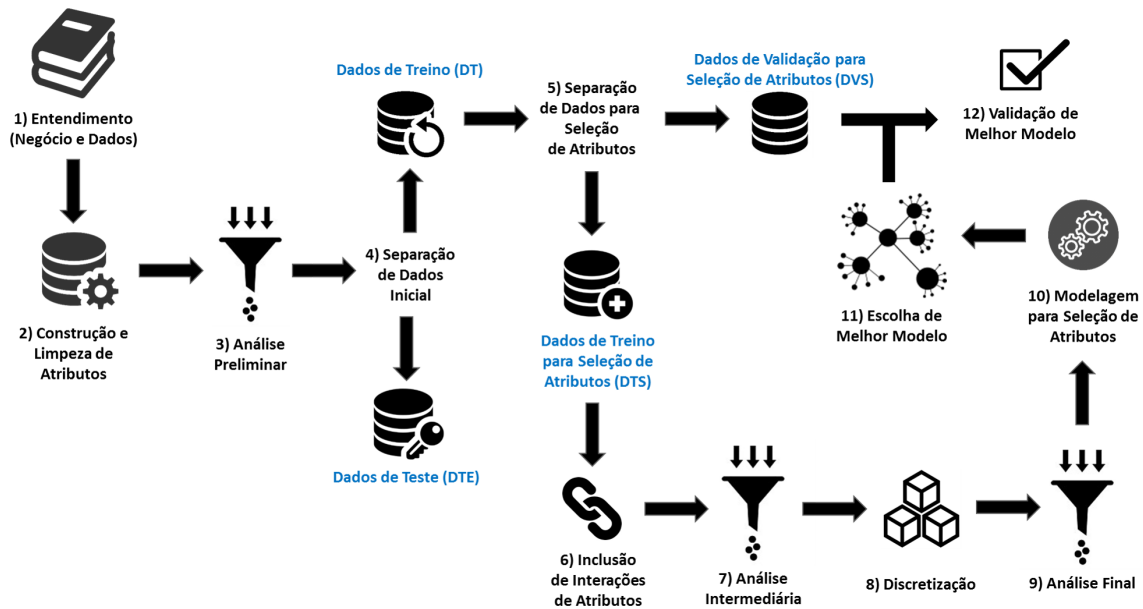 1) Entendimento
(Negócio e Dados)
2) Construção e
Limpeza de
Atributos
3) Análise
Preliminar
4) Separação
de Dados
Inicial
Dados de Treino (DT)
Dados de Teste (DTE)
5) Separação
de Dados para
Seleção
de Atributos
Dados de Validação para
Seleção de Atributos (DVS)
Dados de Treino
para Seleção de
Atributos (DTS)
6) Inclusão
de Interações
de Atributos
7) Análise
Intermediária
8) Discretização
9) Análise Final
10) Modelagem
para Seleção de
Atributos
11) Escolha de
Melhor Modelo
12) Validação de
Melhor Modelo